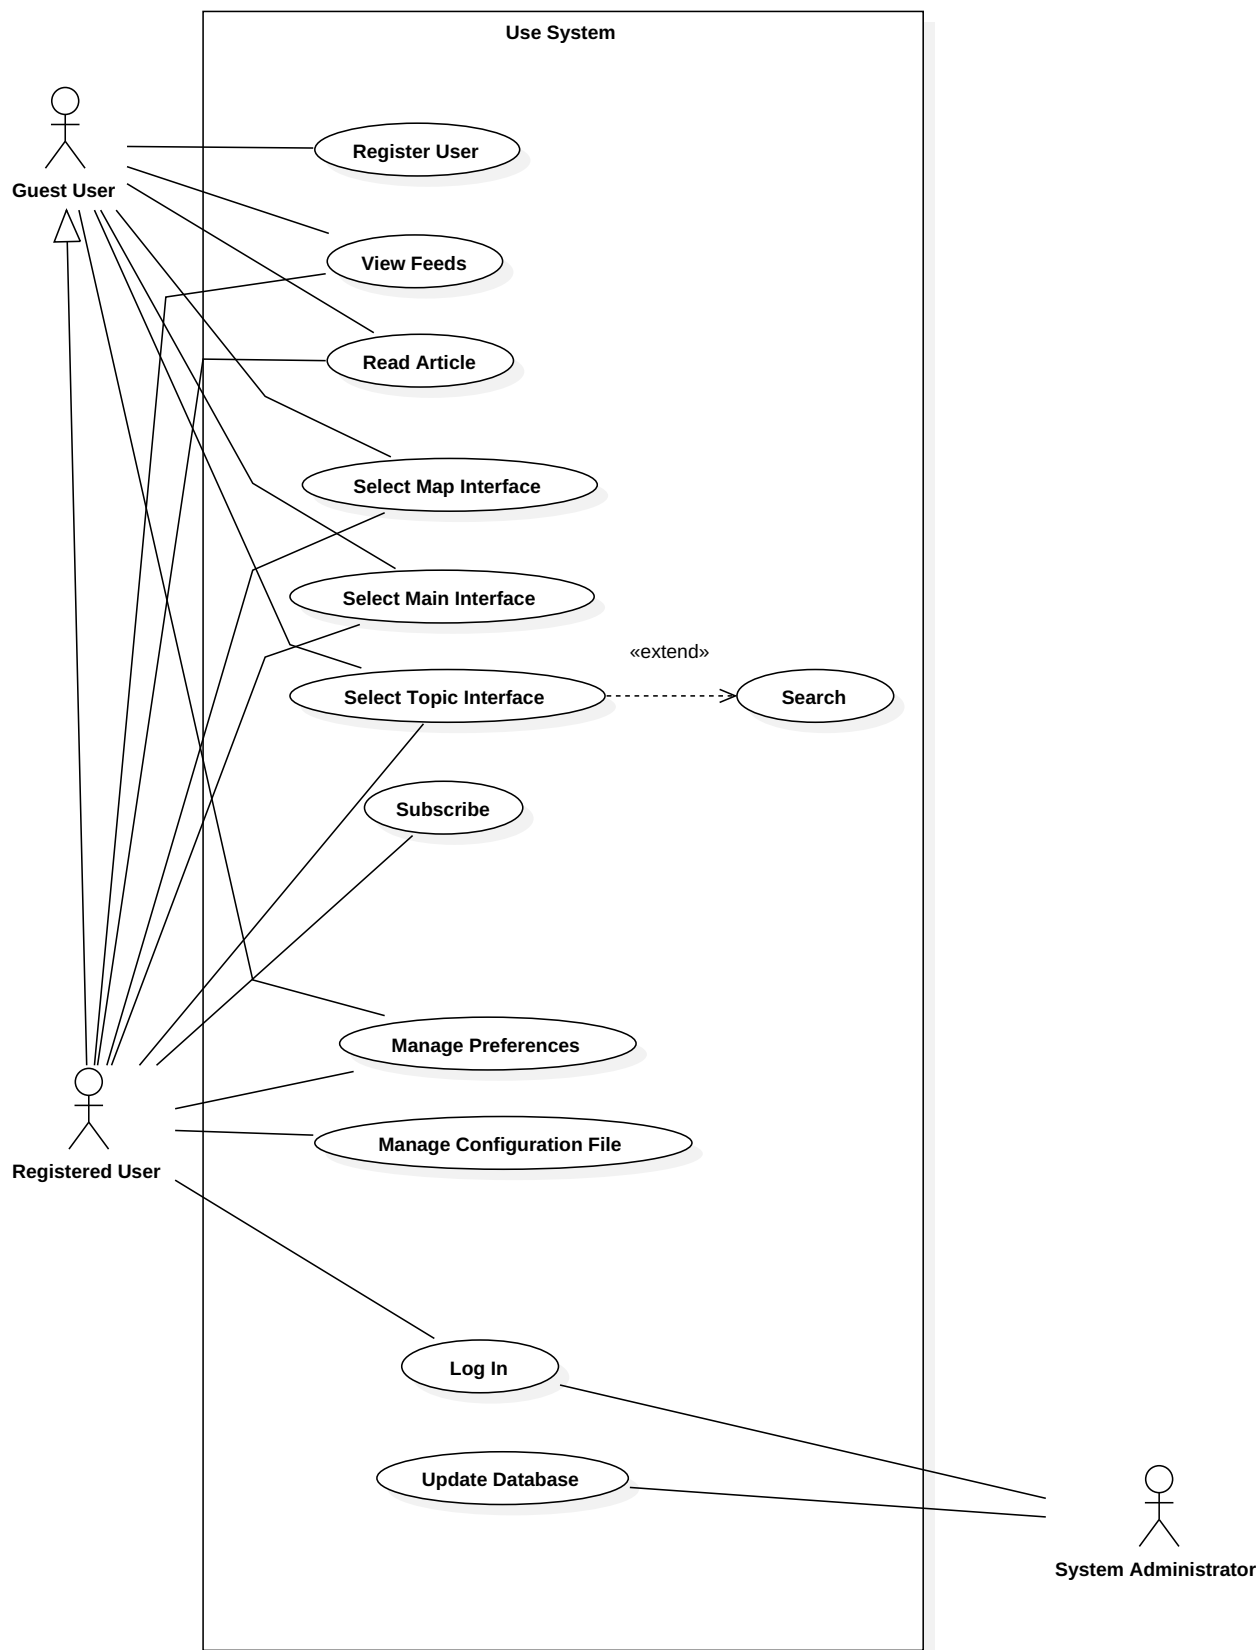 Use System
Guest User
Register User
View Feeds
Read Article
Select Map Interface
Select Main Interface
«extend»
Select Topic Interface
Search
Subscribe
Manage Preferences
Manage Configuration File
Registered User
Log In
Update Database
System Administrator